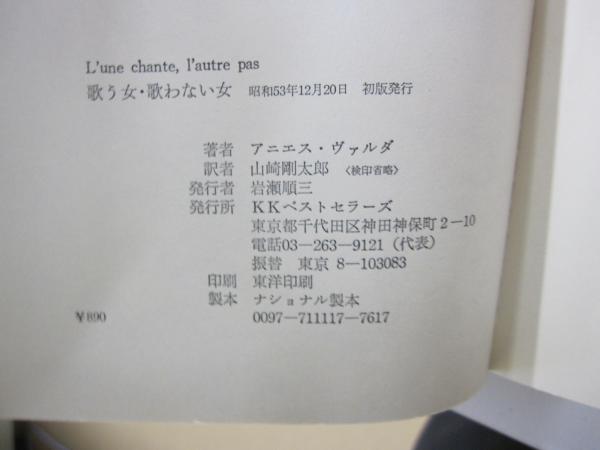 L'une chante, l'autre pas
歌う女・歌わない女 昭和53年12月20日 初版発行
著者 アニエス・ヴァルダ
訳者 山崎剛太郎 〈検印省略〉
発行者 岩瀬順三
発行所 KKベストセラーズ
東京都千代田区神田神保町2-10
電話03-263-9121(代表)
振替 東京 8-103083
印刷 東洋印刷
製本 ナショナル製本
¥890 0097-711117-7617